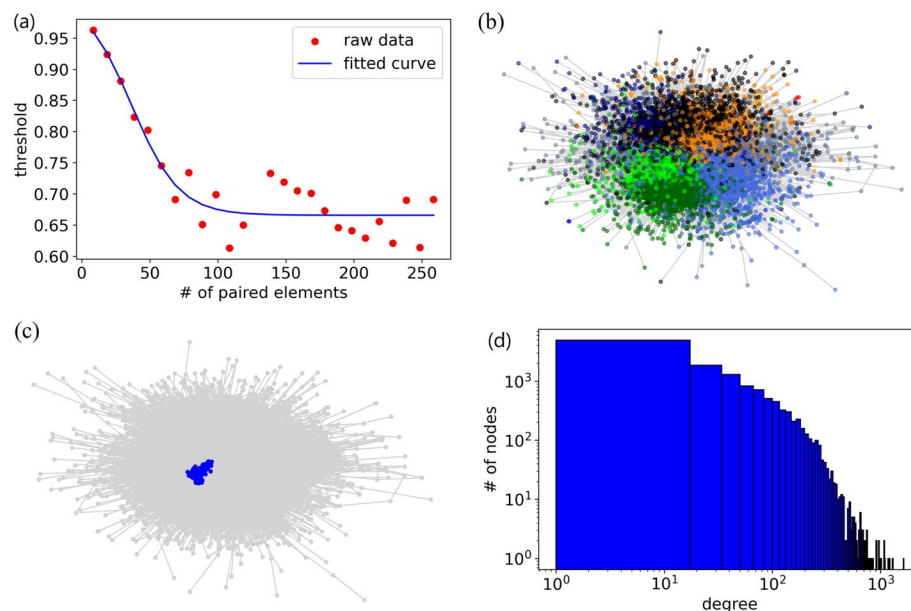 (a)
0.95
0.90
0.85
0.80
0.75
0.70
0.65
0.60
threshold
raw data
fitted curve
0 50 100 150 200 250
# of paired elements
(b)
(c)
(d)
10³
10²
10¹
10⁰
# of nodes
10⁰ 10¹ 10² 10³
degree